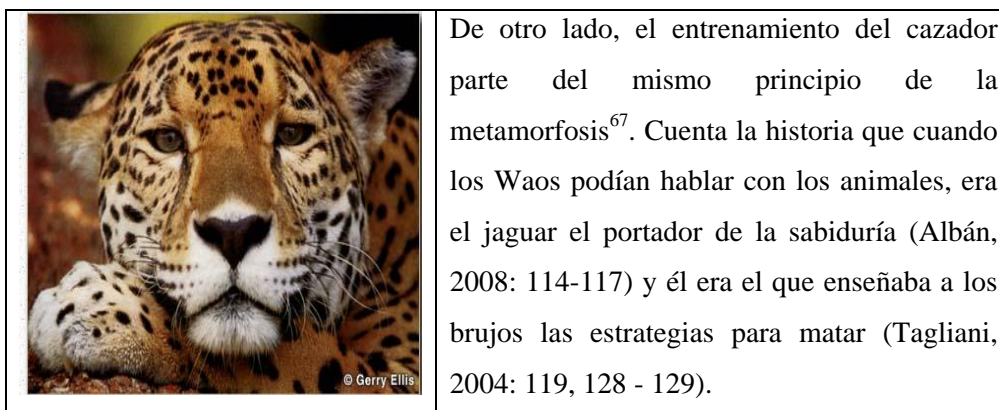 De otro lado, el entrenamiento del cazador
parte del mismo principio de la
metamorfosis67. Cuenta la historia que cuando
los Waos podían hablar con los animales, era
el jaguar el portador de la sabiduría (Albán,
2008: 114-117) y él era el que enseñaba a los
brujos las estrategias para matar (Tagliani,
2004: 119, 128 - 129).
© Gerry Ellis